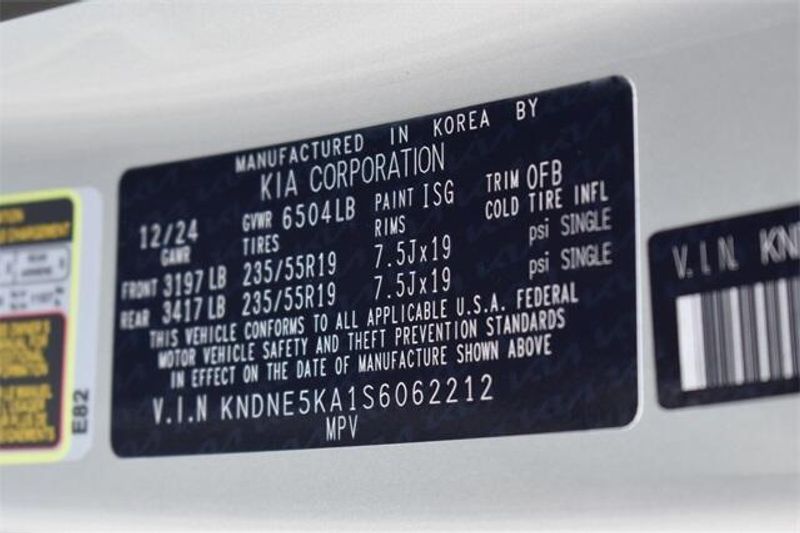 MANUFACTURED IN KOREA BY
KIA CORPORATION
12/24 GVWR 6504LB PAINT ISG TRIM OFB
GAWR TIRES RIMS COLD TIRE INFL
FRONT 3197 LB 235/55R19 7.5Jx19 psi SINGLE
REAR 3417 LB 235/55R19 7.5Jx19 psi SINGLE
THIS VEHICLE CONFORMS TO ALL APPLICABLE U.S.A. FEDERAL
MOTOR VEHICLE SAFETY AND THEFT PREVENTION STANDARDS
IN EFFECT ON THE DATE OF MANUFACTURE SHOWN ABOVE
V.I.N KNDNE5KA1S6062212
MPV
E82
V.I.N. KN